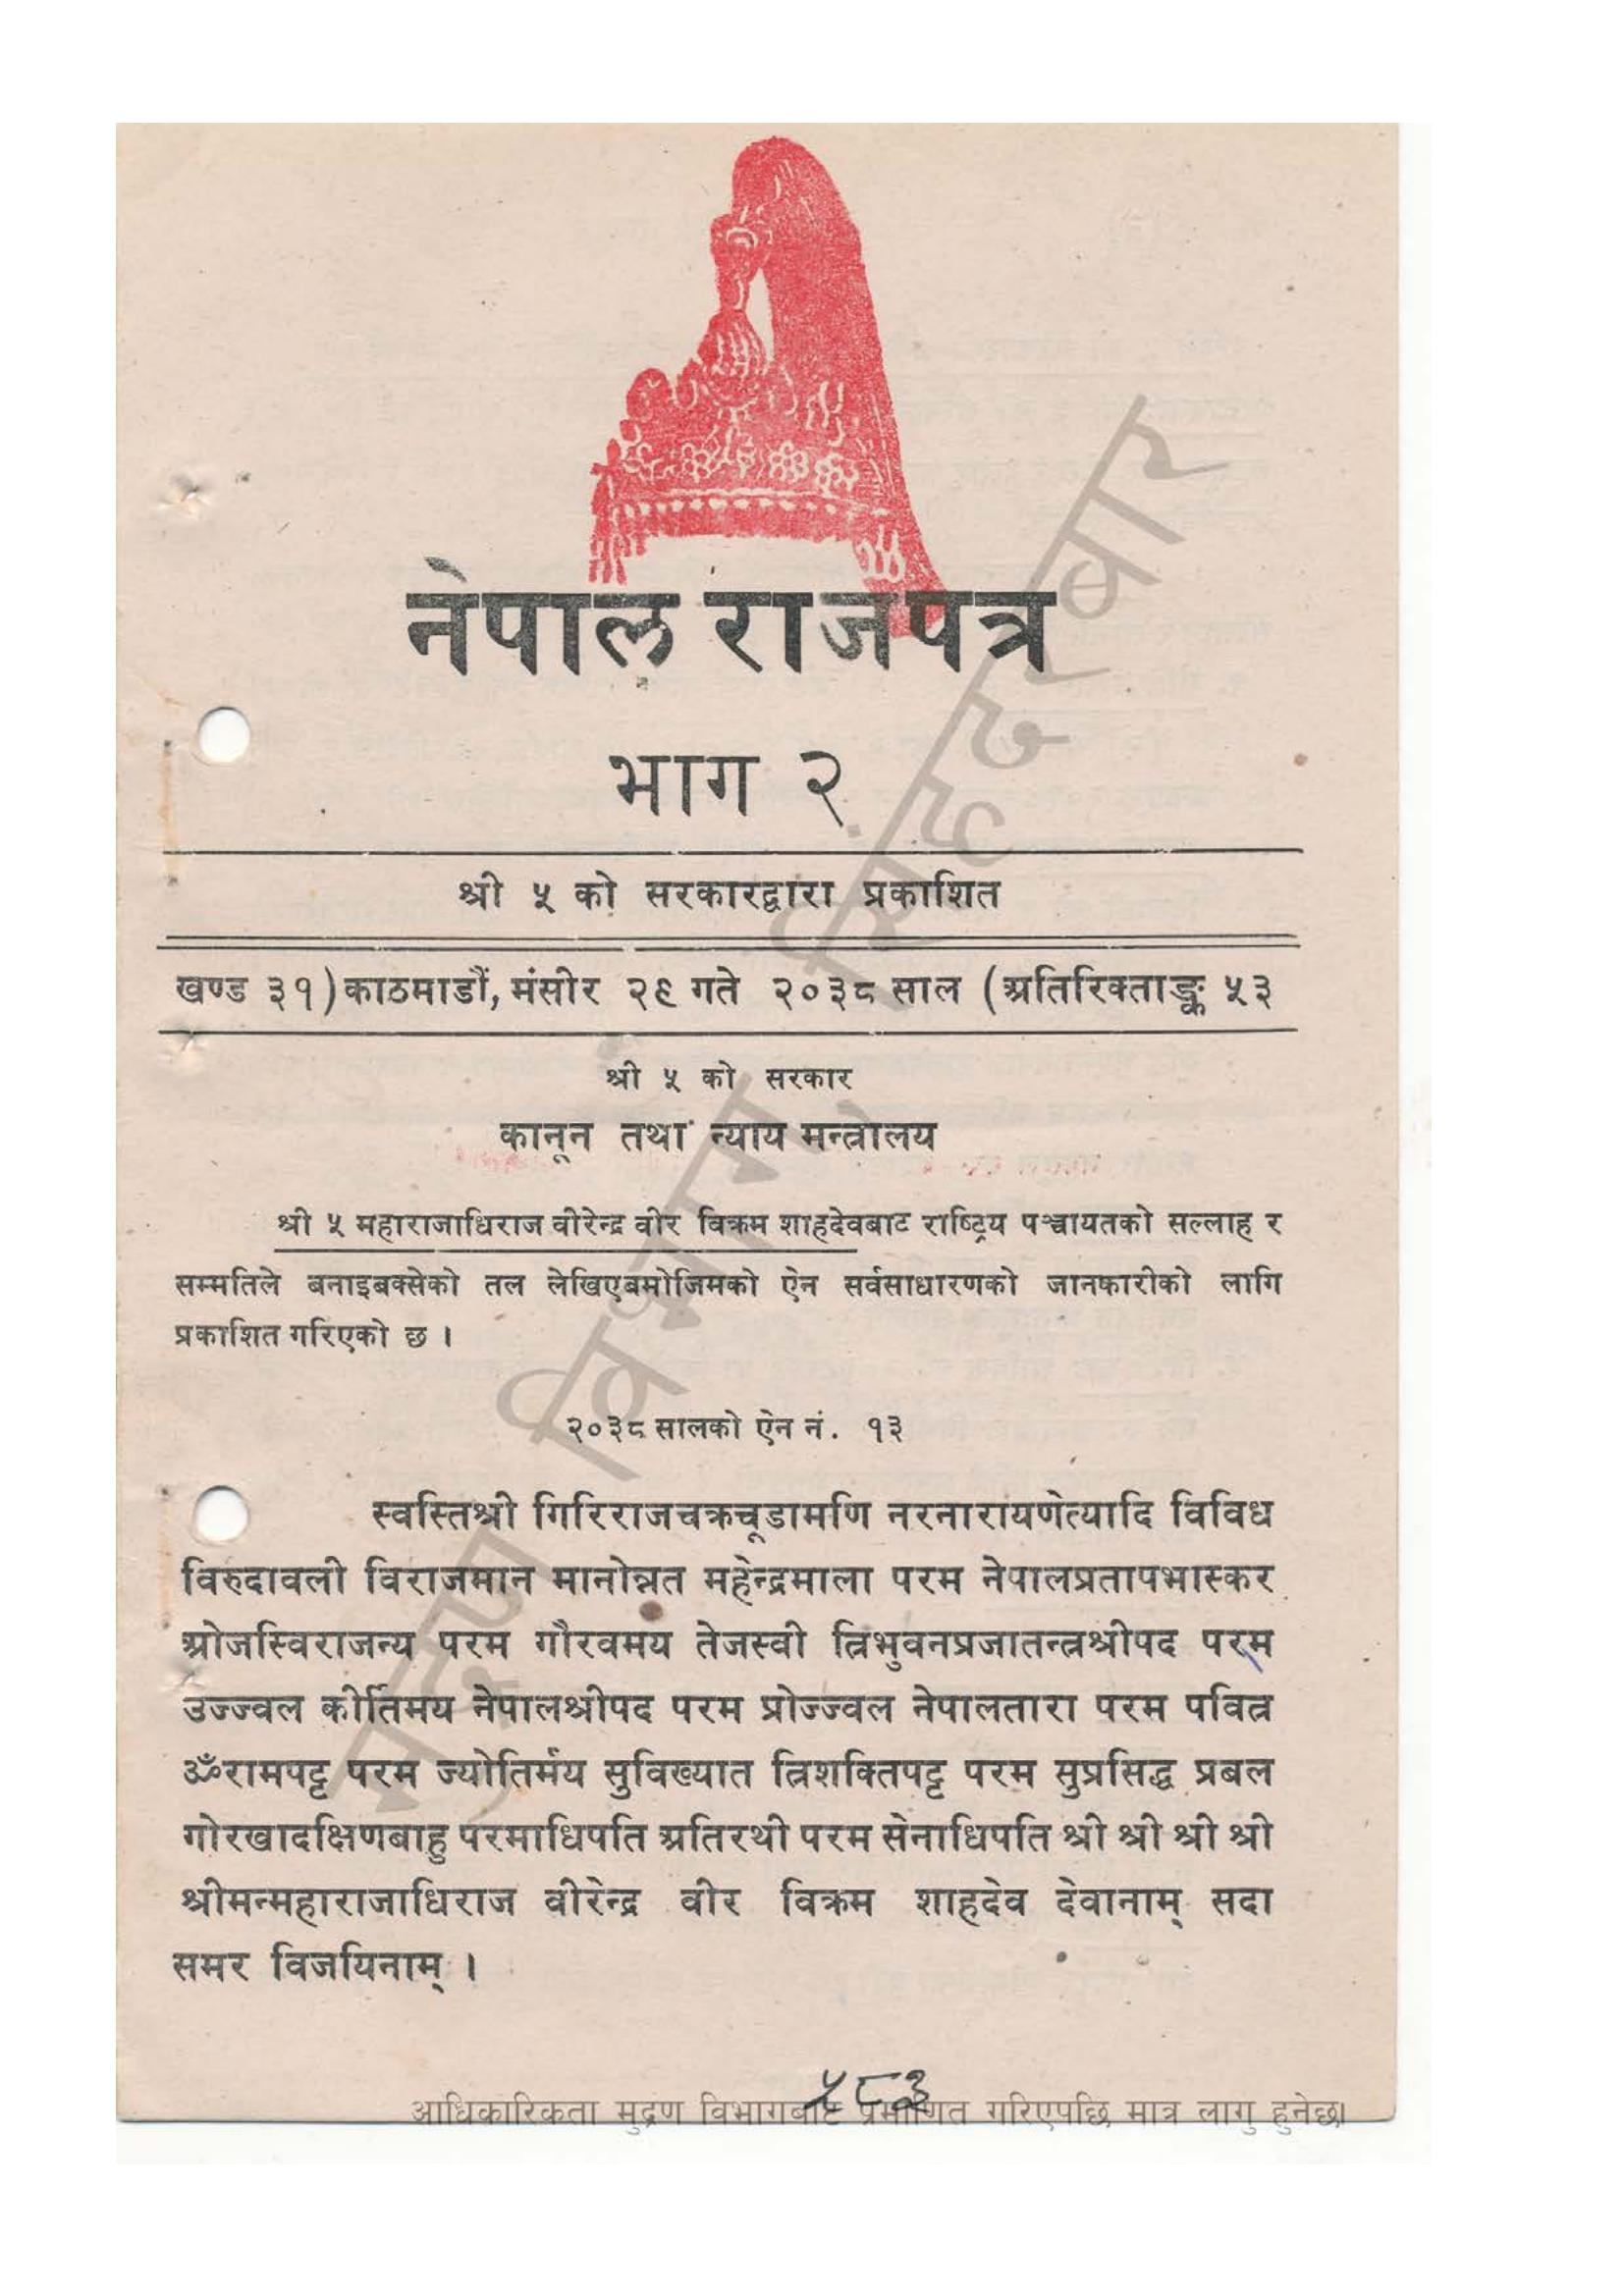 नेपाल राजपत्र
भाग २
श्री ५ को सरकारद्वारा प्रकाशित
खण्ड ३१) काठमाडौं, मंसीर २९ गते २०३८ साल (अतिरिक्ताङ्क ५३
श्री ५ को सरकार
कानून तथा न्याय मन्त्रालय
श्री ५ महाराजाधिराज वीरेन्द्र वीर विक्रम शाहदेवबाट राष्ट्रिय पञ्चायतको सल्लाह र
सम्मतिले बनाइबक्सेको तल लेखिएबमोजिमको ऐन सर्वसाधारणको जानकारीको लागि
प्रकाशित गरिएको छ ।
२०३८ सालको ऐन नं. १३
स्वस्तिश्री गिरिराजचक्रचूडामणि नरनारायणेत्यादि विविध
विरुदावली विराजमान मानोन्नत महेन्द्रमाला परम नेपालप्रतापभास्कर
ओजस्विराजन्य परम गौरवमय तेजस्वी त्रिभुवनप्रजातन्त्रश्रीपद परम
उज्ज्वल कीर्तिमय नेपालश्रीपद परम प्रोज्ज्वल नेपालतारा परम पवित्र
ॐरामपट्ट परम ज्योतिर्मय सुविख्यात त्रिशक्तिपट्ट परम सुप्रसिद्ध प्रबल
गोरखादक्षिणबाहु परमाधिपति अतिरथी परम सेनाधिपति श्री श्री श्री श्री
श्रीमन्महाराजाधिराज वीरेन्द्र वीर विक्रम शाहदेव देवानाम् सदा
समर विजयिनाम् ।
५८३
आधिकारिकता मुद्रण विभागबाट प्रमाणित गरिएपछि मात्र लागु हुनेछ।
मुद्रण विभाग, सिंहदरवार